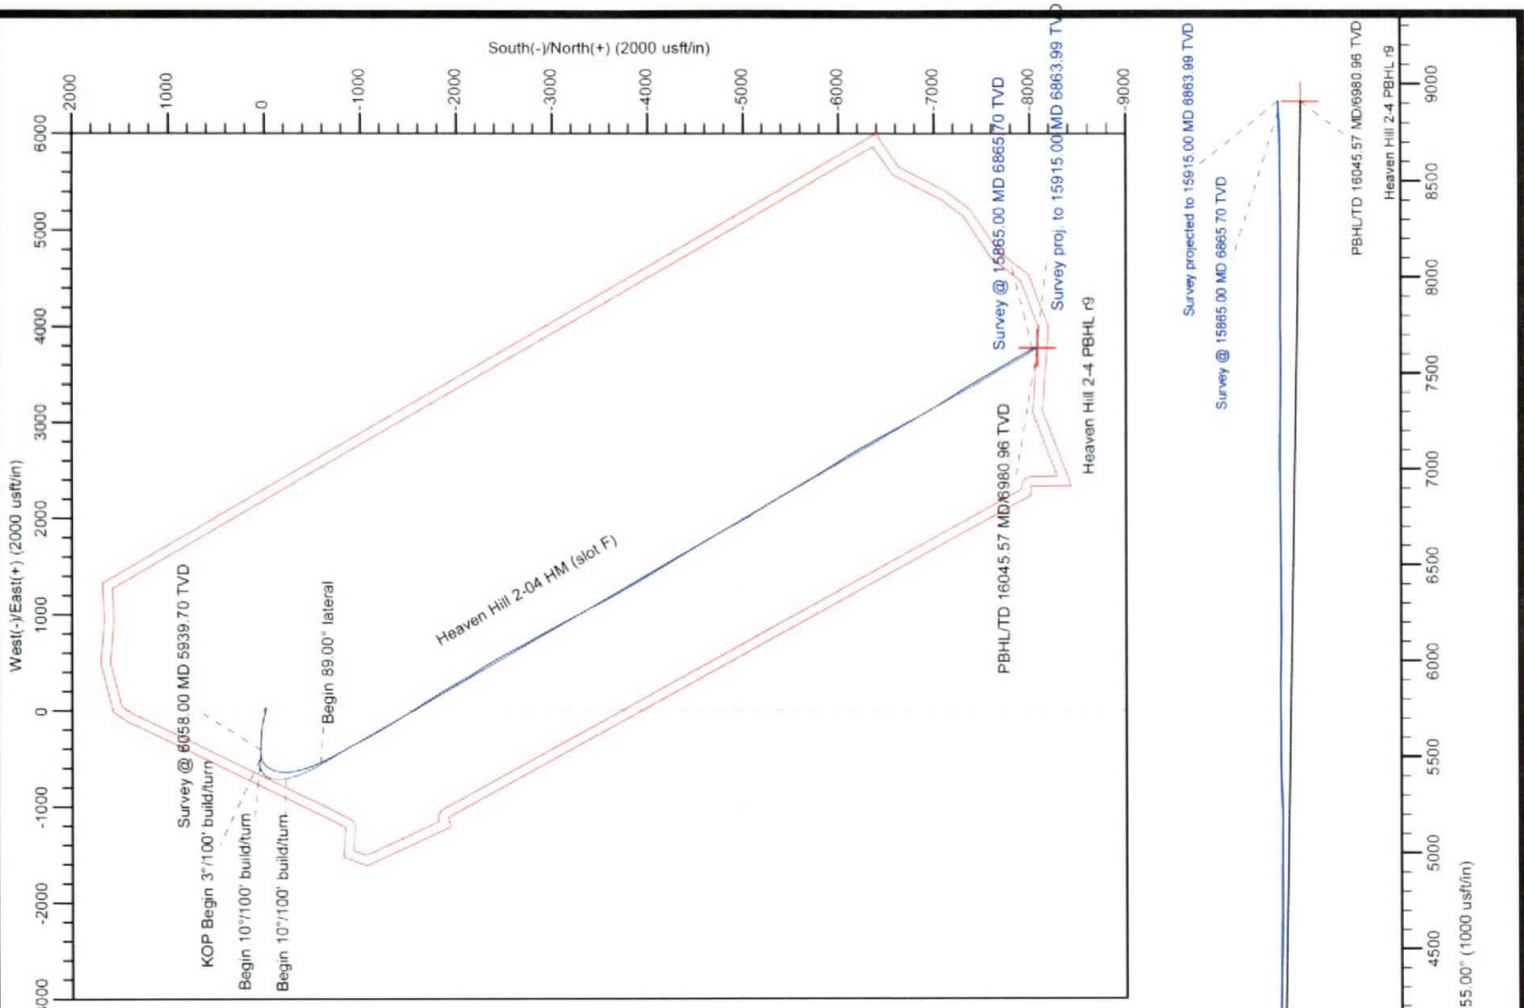 South(-)/North(+) (2000 usft/in)
2000
1000
-0
-1000
-2000
-3000
-4000
-5000
-6000
-7000
-8000
-9000
West(-)/East(+) (2000 usft/in)
6000
5000
4000
3000
2000
1000
0
-1000
-2000
Survey @ 6058.00 MD 5939.70 TVD
KOP Begin 3°/100' build/turn
Begin 10°/100' build/turn
Begin 10°/100' build/turn
Begin 89.00° lateral
Heaven Hill 2-04 HM (slot F)
Survey @ 15865.00 MD 6865.70 TVD
Survey proj. to 15915.00 MD 6863.99 TVD
PBHL/TD 16045.57 MD/6980.96 TVD
Heaven Hill 2-4 PBHL r9
Survey projected to 15915.00 MD 6863.99 TVD
Survey @ 15865.00 MD 6865.70 TVD
PBHL/TD 16045.57 MD/6980.96 TVD
Heaven Hill 2-4 PBHL r9
9000
8500
8000
7500
7000
6500
6000
5500
5000
4500
55.00° (1000 usft/in)